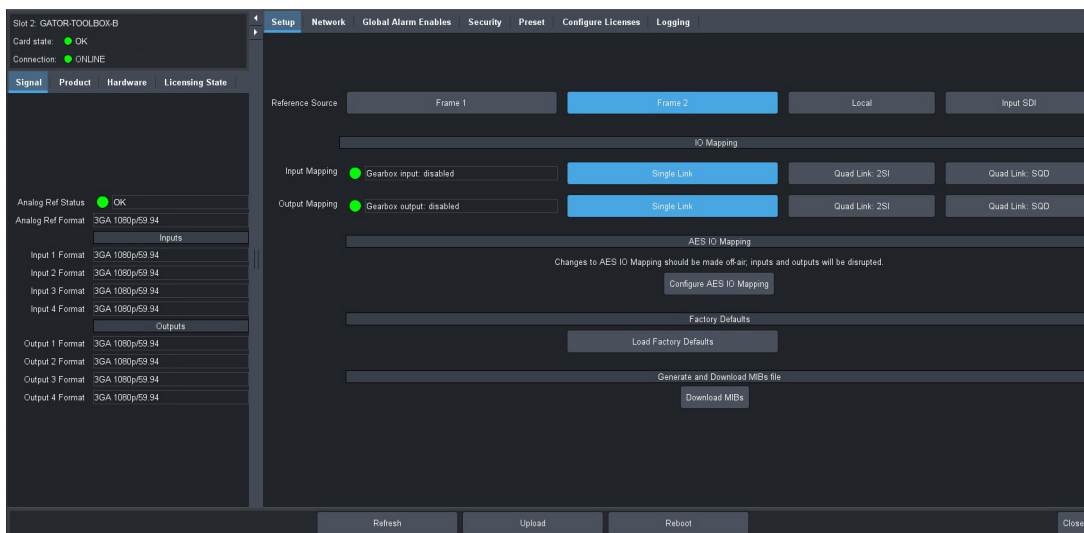 Slot 2: GATOR-TOOLBOX-B
Card state: OK
Connection: ONLINE
Signal Product Hardware Licensing State
Analog Ref Status OK
Analog Ref Format 3GA 1080p/59.94
Inputs
Input 1 Format 3GA 1080p/59.94
Input 2 Format 3GA 1080p/59.94
Input 3 Format 3GA 1080p/59.94
Input 4 Format 3GA 1080p/59.94
Outputs
Output 1 Format 3GA 1080p/59.94
Output 2 Format 3GA 1080p/59.94
Output 3 Format 3GA 1080p/59.94
Output 4 Format 3GA 1080p/59.94
Setup Network Global Alarm Enables Security Preset Configure Licenses Logging
Reference Source Frame 1 Frame 2 Local Input SDI
IO Mapping
Input Mapping Gearbox input: disabled Single Link Quad Link: 2SI Quad Link: SQD
Output Mapping Gearbox output: disabled Single Link Quad Link: 2SI Quad Link: SQD
AES IO Mapping
Changes to AES IO Mapping should be made off-air; inputs and outputs will be disrupted.
Configure AES IO Mapping
Factory Defaults
Load Factory Defaults
Generate and Download MIBs file
Download MIBs
Refresh Upload Reboot Close